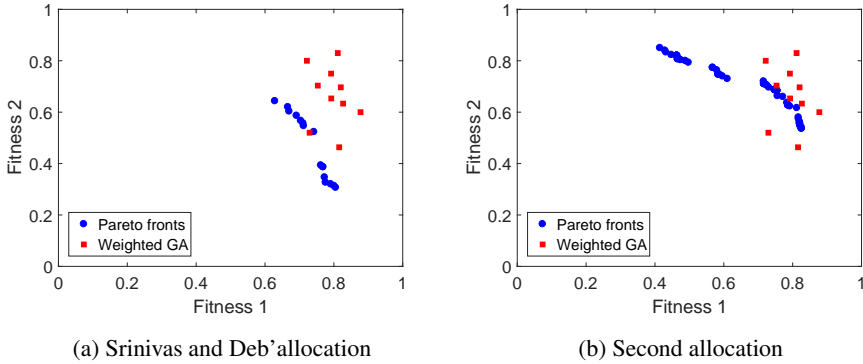 1
0.8
0.6
0.4
0.2
0
0 0.2 0.4 0.6 0.8 1
Fitness 2
Fitness 1
Pareto fronts
Weighted GA
(a) Srinivas and Deb'allocation
1
0.8
0.6
0.4
0.2
0
0 0.2 0.4 0.6 0.8 1
Fitness 2
Fitness 1
Pareto fronts
Weighted GA
(b) Second allocation